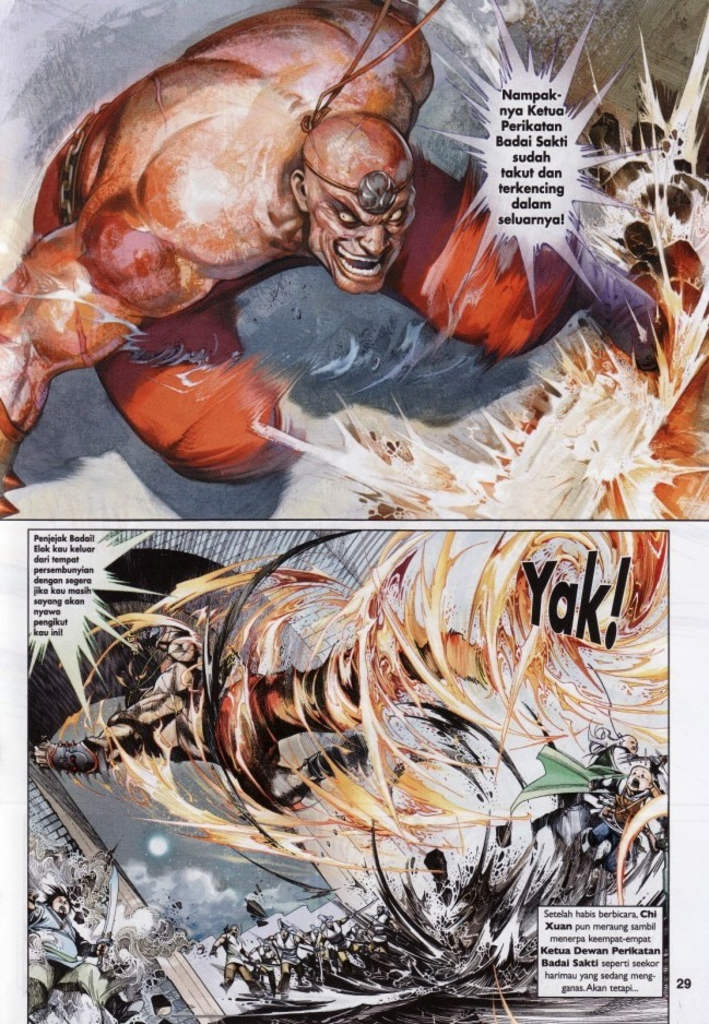 Nampak-
nya Ketua
Perikatan
Badai Sakti
sudah
takut dan
terkencing
dalam
seluarnya!
Penjejak Badai!
Elok kau keluar
dari tempat
persembunyian
dengan segera
jika kau masih
sayang akan
nyawa
pengikut
kau ini!
Yak!
Setelah habis berbicara, Chi
Xuan pun meraung sambil
menerpa keempat-empat
Ketua Dewan Perikatan
Badai Sakti seperti seekor
harimau yang sedang meng-
ganas. Akan tetapi...
29